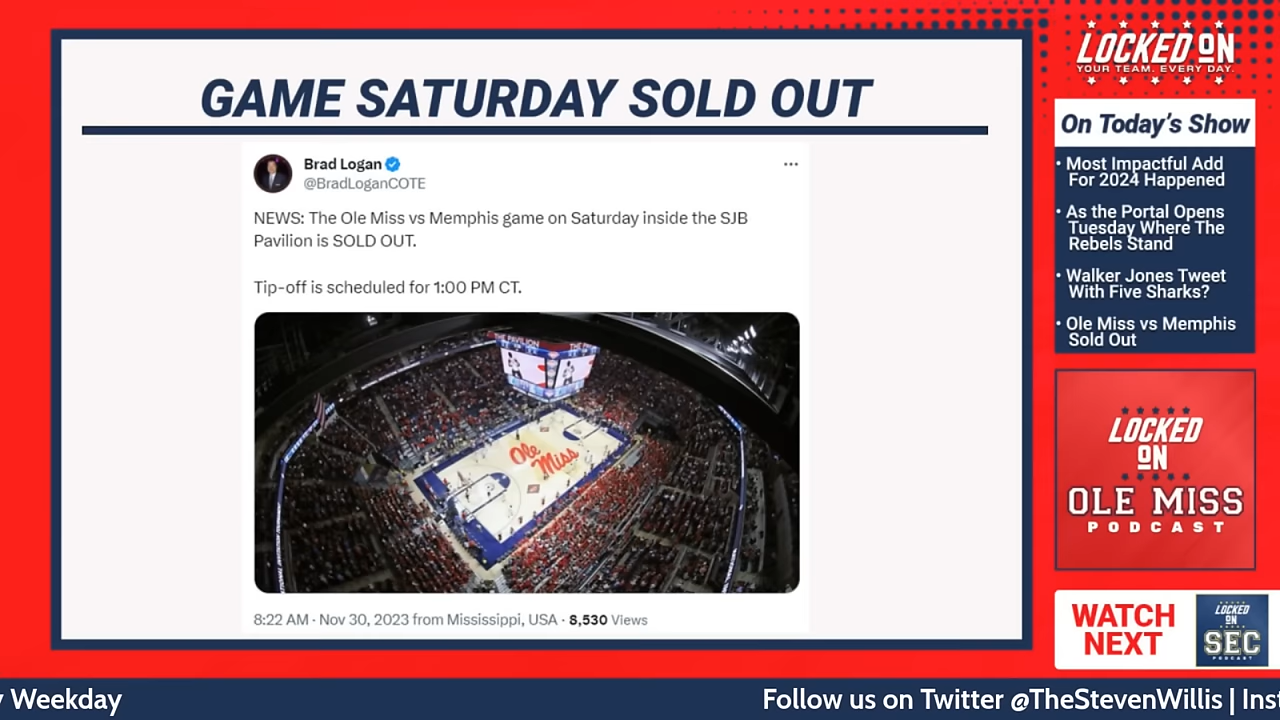 GAME SATURDAY SOLD OUT
Brad Logan
@BradLoganCOTE
NEWS: The Ole Miss vs Memphis game on Saturday inside the SJB
Pavilion is SOLD OUT.
Tip-off is scheduled for 1:00 PM CT.
Ole
Miss
8:22 AM · Nov 30, 2023 from Mississippi, USA · 8,530 Views
LOCKED ON
YOUR TEAM. EVERY DAY.
On Today's Show
• Most Impactful Add
For 2024 Happened
• As the Portal Opens
Tuesday Where The
Rebels Stand
• Walker Jones Tweet
With Five Sharks?
• Ole Miss vs Memphis
Sold Out
LOCKED
ON
OLE MISS
PODCAST
WATCH
NEXT
LOCKED
ON
SEC
PODCAST
y Weekday
Follow us on Twitter @TheStevenWillis | Inst